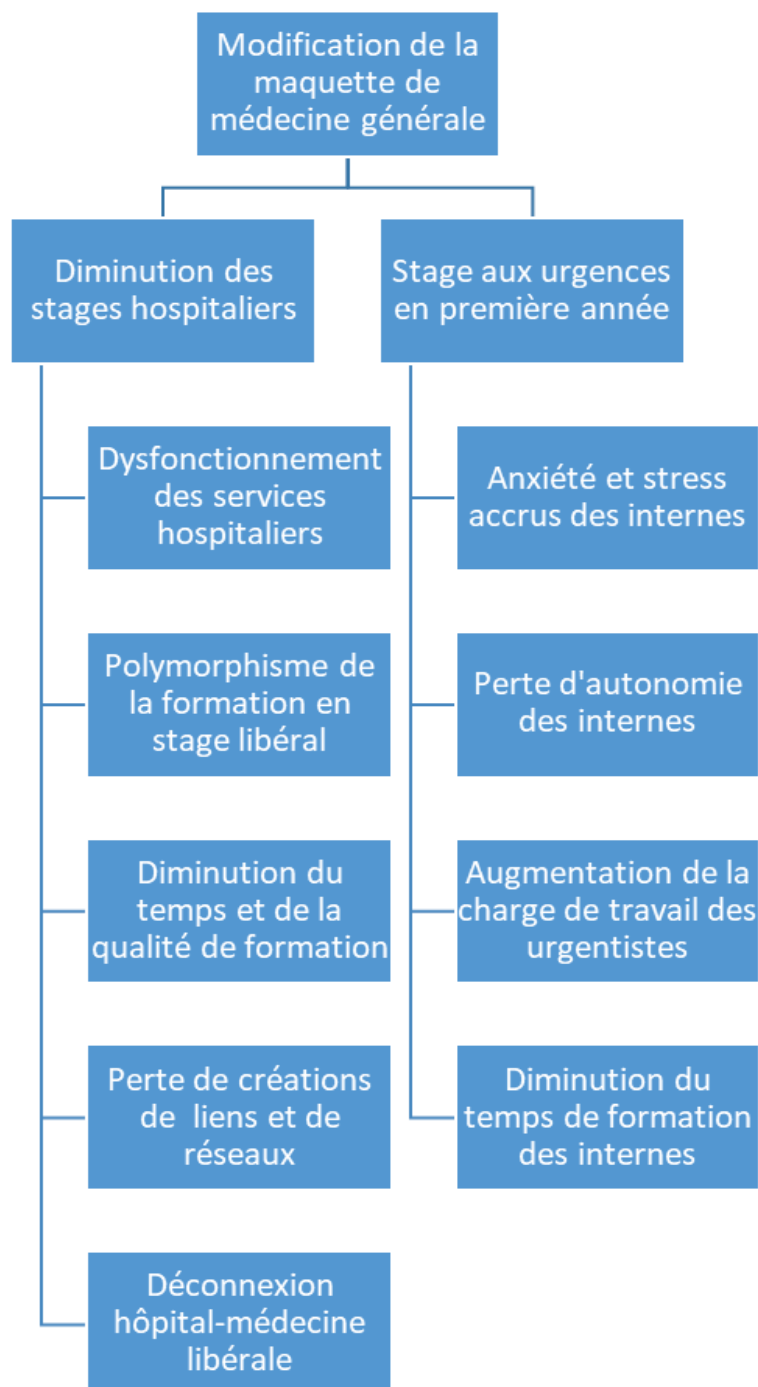 Modification de la
maquette de
médecine générale
Diminution des
stages hospitaliers
Stage aux urgences
en première année
Dysfonctionnement
des services
hospitaliers
Polymorphisme de
la formation en
stage libéral
Diminution du
temps et de la
qualité de formation
Perte de créations
de liens et de
réseaux
Déconnexion
hôpital-médecine
libérale
Anxiété et stress
accrus des internes
Perte d'autonomie
des internes
Augmentation de la
charge de travail des
urgentistes
Diminution du
temps de formation
des internes